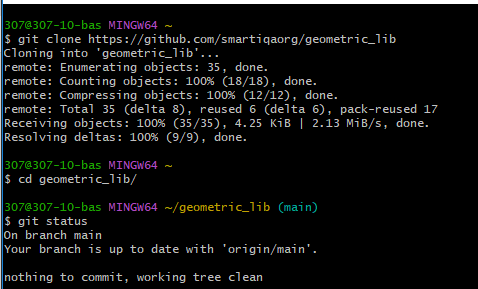 307@307-10-bas MINGW64 ~
$ git clone https://github.com/smartiqaorg/geometric_lib
Cloning into 'geometric_lib'...
remote: Enumerating objects: 35, done.
remote: Counting objects: 100% (18/18), done.
remote: Compressing objects: 100% (12/12), done.
remote: Total 35 (delta 8), reused 6 (delta 6), pack-reused 17
Receiving objects: 100% (35/35), 4.25 KiB | 2.13 MiB/s, done.
Resolving deltas: 100% (9/9), done.
307@307-10-bas MINGW64 ~
$ cd geometric_lib/
307@307-10-bas MINGW64 ~/geometric_lib (main)
$ git status
On branch main
Your branch is up to date with 'origin/main'.
nothing to commit, working tree clean